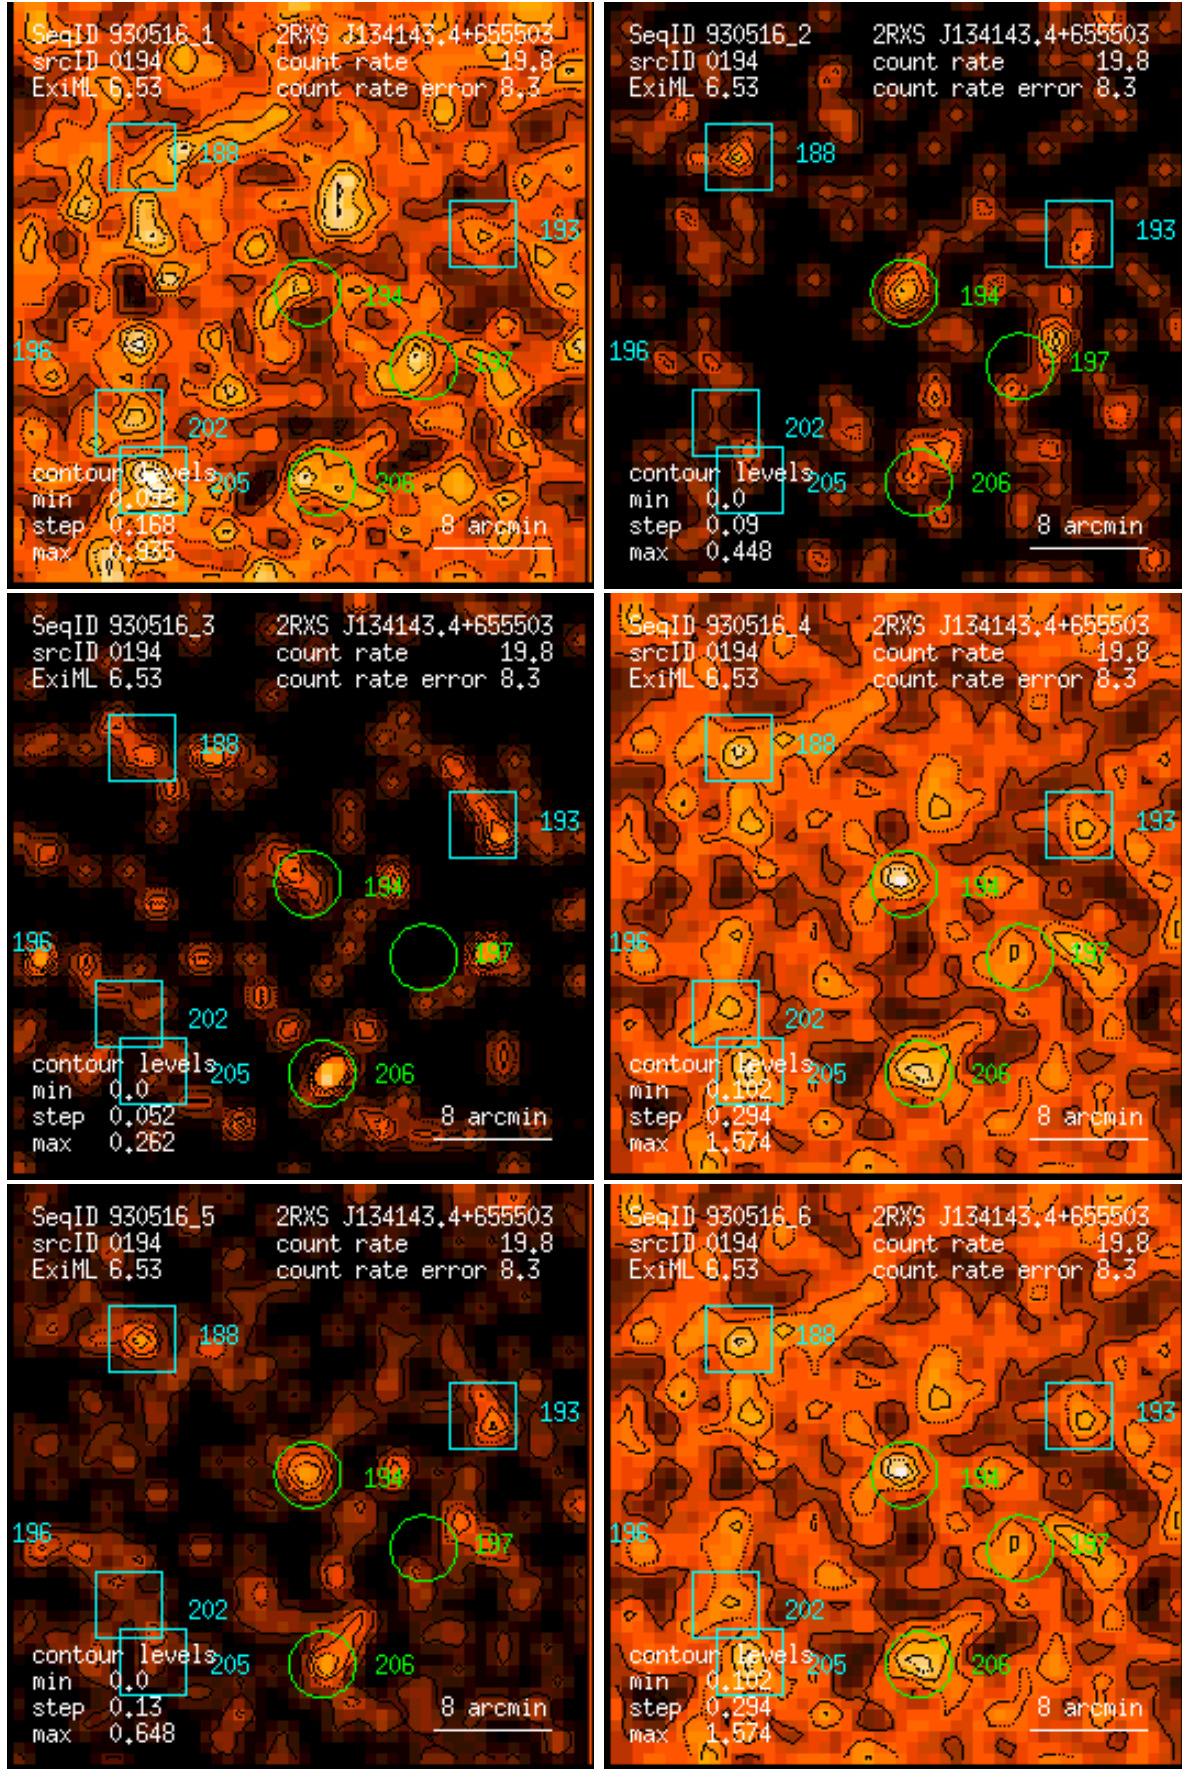 SeqID 930516_1 2RXS J134143.4+655503
srcID 0194 count rate 19.8
ExiML 6.53 count rate error 8.3
188
193
194
196 197
202
contour levels 205 206
min 0.093
step 0.168 8 arcmin
max 0.935
SeqID 930516_2 2RXS J134143.4+655503
srcID 0194 count rate 19.8
ExiML 6.53 count rate error 8.3
188
193
194
196 197
202
contour levels 205 206
min 0.0
step 0.09 8 arcmin
max 0.448
SeqID 930516_3 2RXS J134143.4+655503
srcID 0194 count rate 19.8
ExiML 6.53 count rate error 8.3
188
193
194
196 197
202
contour levels 205 206
min 0.0
step 0.052 8 arcmin
max 0.262
SeqID 930516_4 2RXS J134143.4+655503
srcID 0194 count rate 19.8
ExiML 6.53 count rate error 8.3
188
193
194
196 197
202
contour levels 205 206
min 0.102
step 0.294 8 arcmin
max 1.574
SeqID 930516_5 2RXS J134143.4+655503
srcID 0194 count rate 19.8
ExiML 6.53 count rate error 8.3
188
193
194
196 197
202
contour levels 205 206
min 0.0
step 0.13 8 arcmin
max 0.648
SeqID 930516_6 2RXS J134143.4+655503
srcID 0194 count rate 19.8
ExiML 6.53 count rate error 8.3
188
193
194
196 197
202
contour levels 205 206
min 0.102
step 0.294 8 arcmin
max 1.574